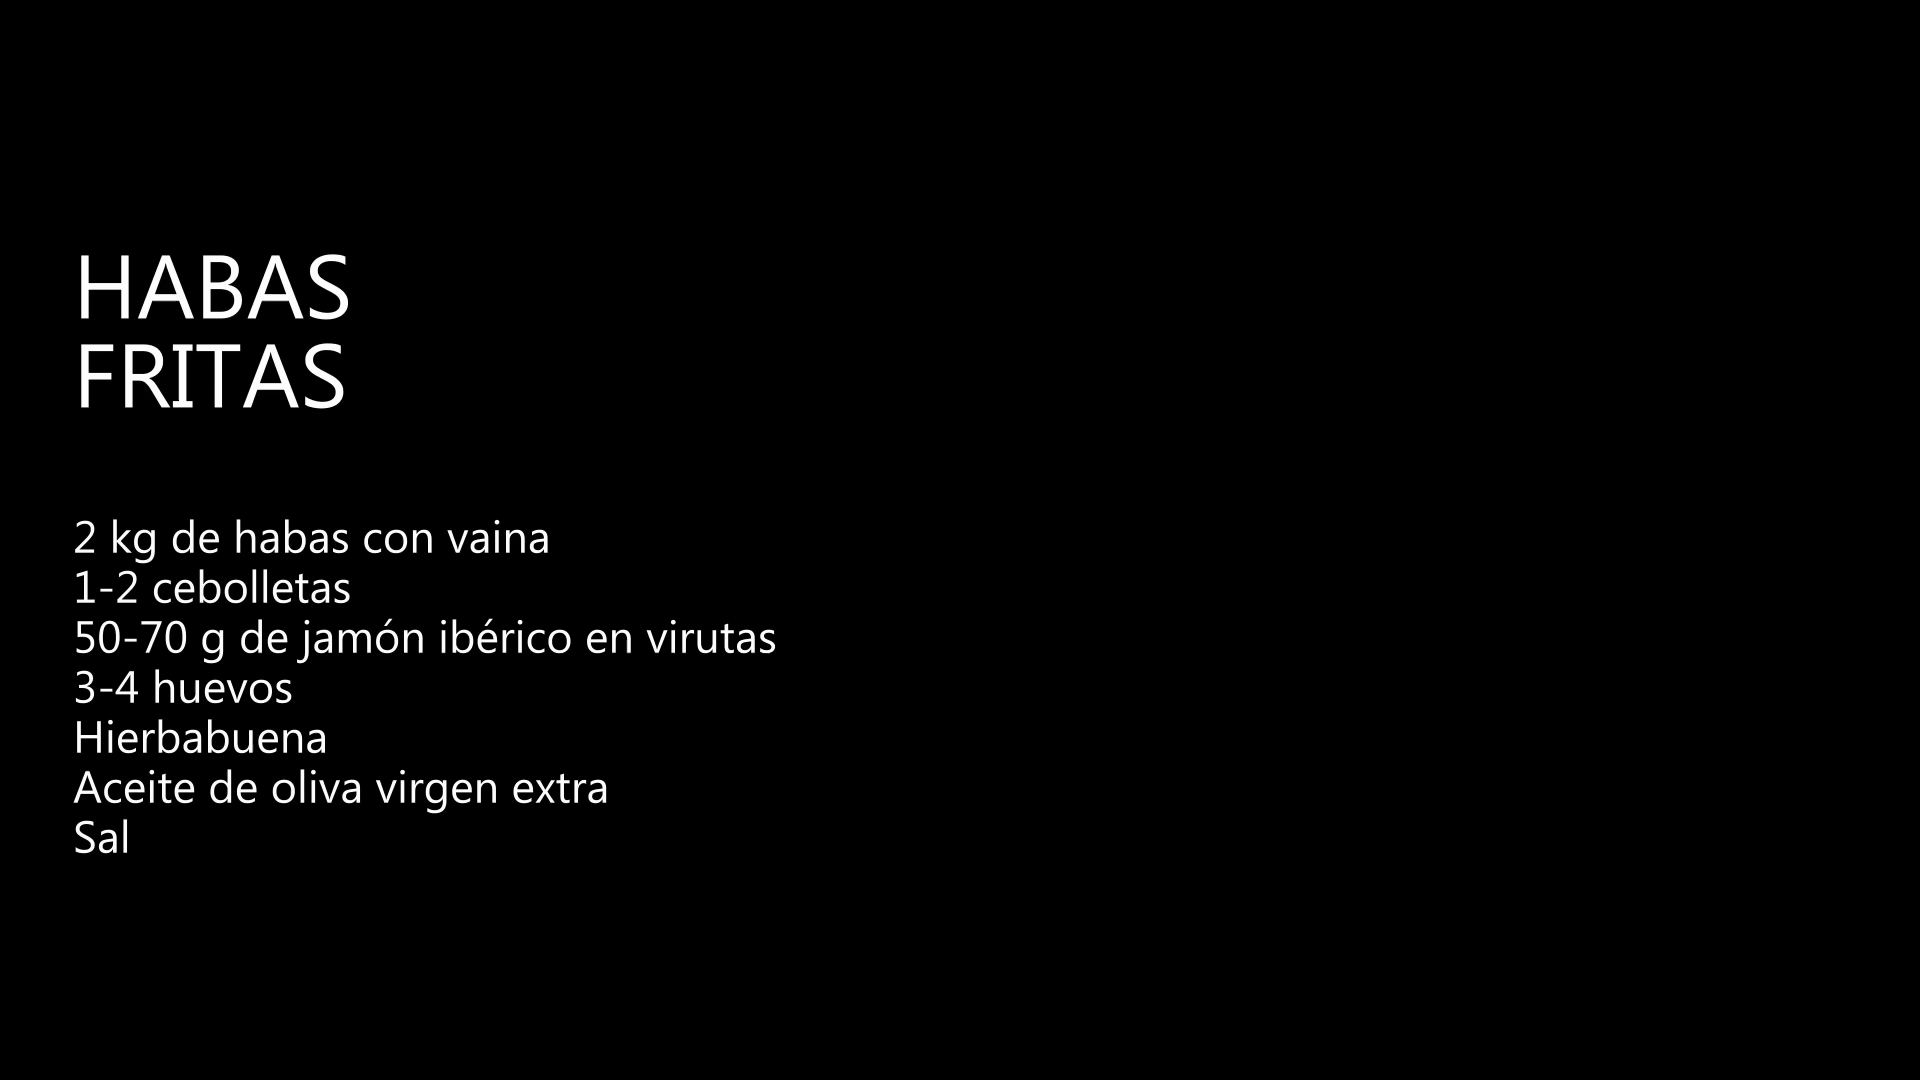 HABAS
FRITAS
2 kg de habas con vaina
1-2 cebolletas
50-70 g de jamón ibérico en virutas
3-4 huevos
Hierbabuena
Aceite de oliva virgen extra
Sal